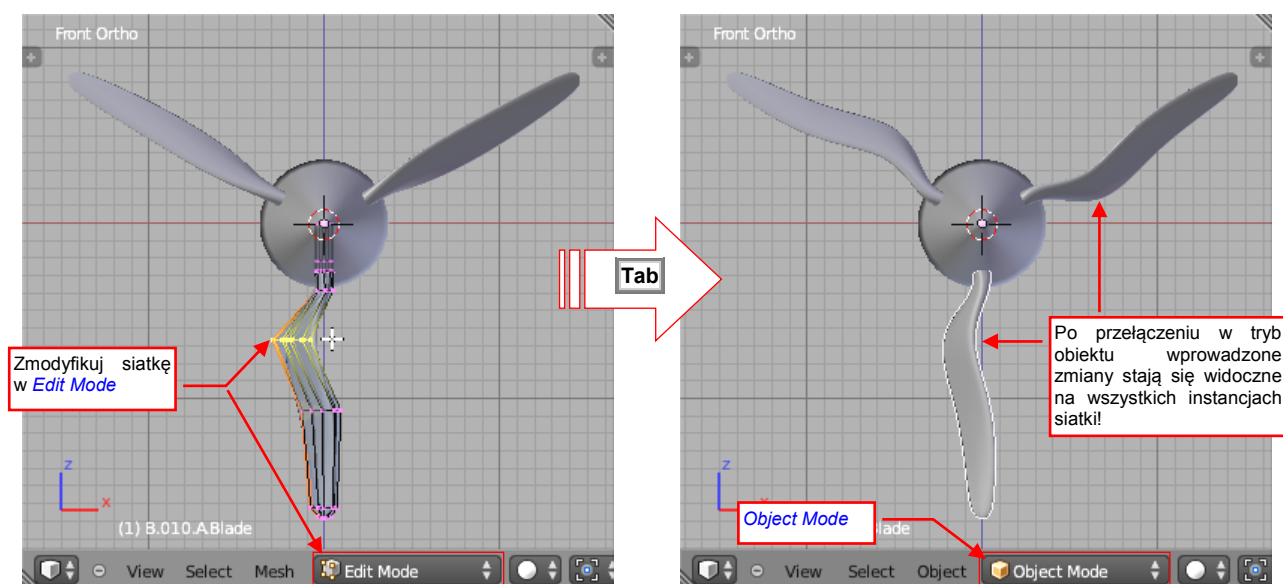 Front Ortho
Zmodyfikuj siatkę
w Edit Mode
z
x
(1) B.010.A.Blade
View Select Mesh Edit Mode
Tab
Front Ortho
Po przełączeniu w tryb
obiektu wprowadzone
zmiany stają się widoczne
na wszystkich instancjach
siatki!
z
Object Mode
View Select Object Object Mode